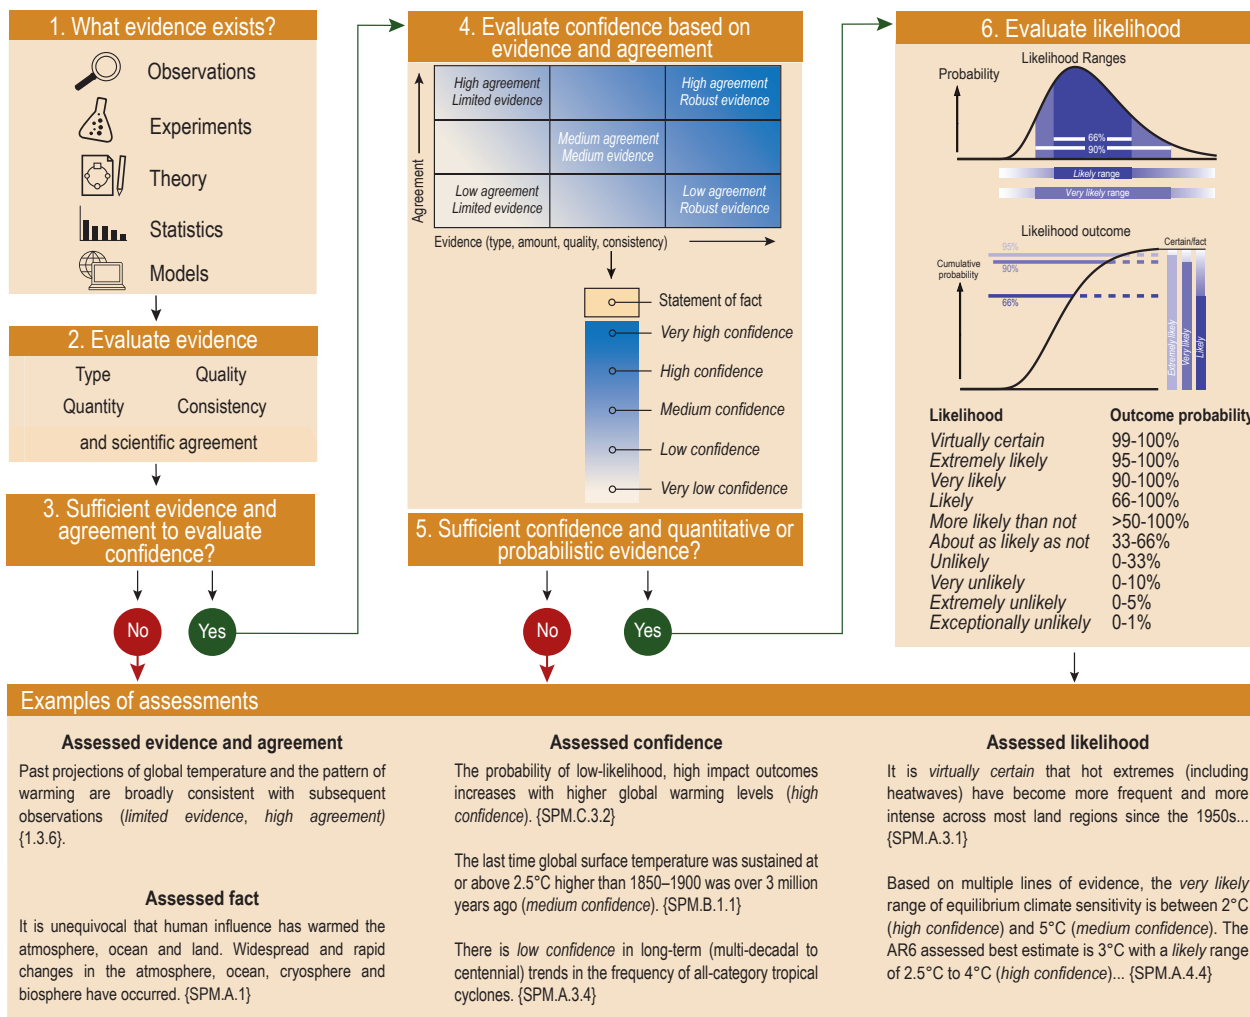 1. What evidence exists?
Observations
Experiments
Theory
Statistics
Models
2. Evaluate evidence
Type
Quality
Quantity
Consistency
and scientific agreement
3. Sufficient evidence and
agreement to evaluate
confidence?
No
Yes
4. Evaluate confidence based on
evidence and agreement
Agreement
High agreement
Limited evidence
High agreement
Robust evidence
Medium agreement
Medium evidence
Low agreement
Limited evidence
Low agreement
Robust evidence
Evidence (type, amount, quality, consistency)
Statement of fact
Very high confidence
High confidence
Medium confidence
Low confidence
Very low confidence
5. Sufficient confidence and quantitative or
probabilistic evidence?
No
Yes
6. Evaluate likelihood
Likelihood Ranges
Probability
66%
90%
Likely range
Very likely range
Likelihood outcome
Certain/fact
Cumulative
probability
95%
90%
66%
Extremely likely
Very likely
Likely
Likelihood
Outcome probability
Virtually certain 99-100%
Extremely likely 95-100%
Very likely 90-100%
Likely 66-100%
More likely than not >50-100%
About as likely as not 33-66%
Unlikely 0-33%
Very unlikely 0-10%
Extremely unlikely 0-5%
Exceptionally unlikely 0-1%
Examples of assessments
Assessed evidence and agreement
Past projections of global temperature and the pattern of
warming are broadly consistent with subsequent
observations (limited evidence, high agreement)
{1.3.6}.
Assessed fact
It is unequivocal that human influence has warmed the
atmosphere, ocean and land. Widespread and rapid
changes in the atmosphere, ocean, cryosphere and
biosphere have occurred. {SPM.A.1}
Assessed confidence
The probability of low-likelihood, high impact outcomes
increases with higher global warming levels (high
confidence). {SPM.C.3.2}
The last time global surface temperature was sustained at
or above 2.5°C higher than 1850–1900 was over 3 million
years ago (medium confidence). {SPM.B.1.1}
There is low confidence in long-term (multi-decadal to
centennial) trends in the frequency of all-category tropical
cyclones. {SPM.A.3.4}
Assessed likelihood
It is virtually certain that hot extremes (including
heatwaves) have become more frequent and more
intense across most land regions since the 1950s...
{SPM.A.3.1}
Based on multiple lines of evidence, the very likely
range of equilibrium climate sensitivity is between 2°C
(high confidence) and 5°C (medium confidence). The
AR6 assessed best estimate is 3°C with a likely range
of 2.5°C to 4°C (high confidence)... {SPM.A.4.4}